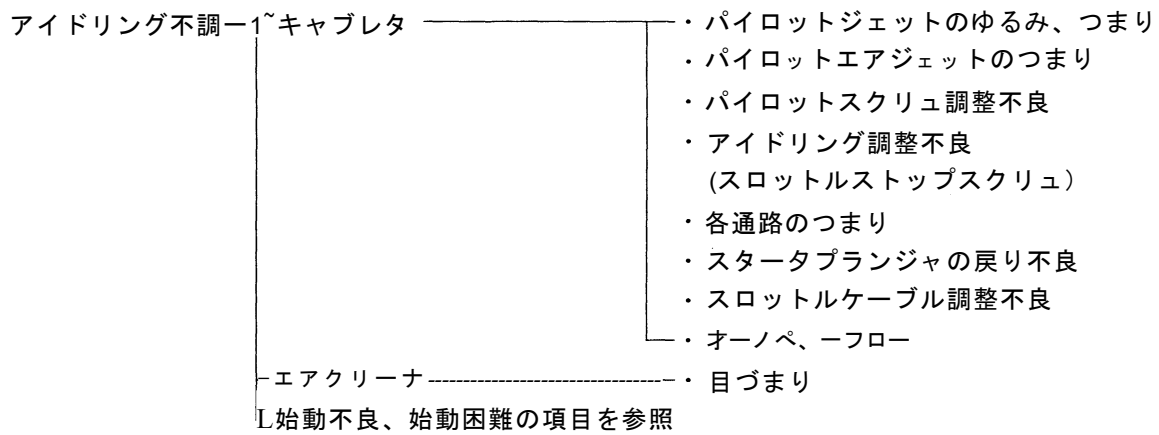 アイドリング不調ー1~キャブレタ
・パイロットジェットのゆるみ、つまり
・パイロットエアジェットのつまり
・パイロットスクリュ調整不良
・アイドリング調整不良
(スロットルストップスクリュ）
・各通路のつまり
・スタータプランジャの戻り不良
・スロットルケーブル調整不良
・オーノペ、ーフロー
エアクリーナ
・目づまり
L始動不良、始動困難の項目を参照